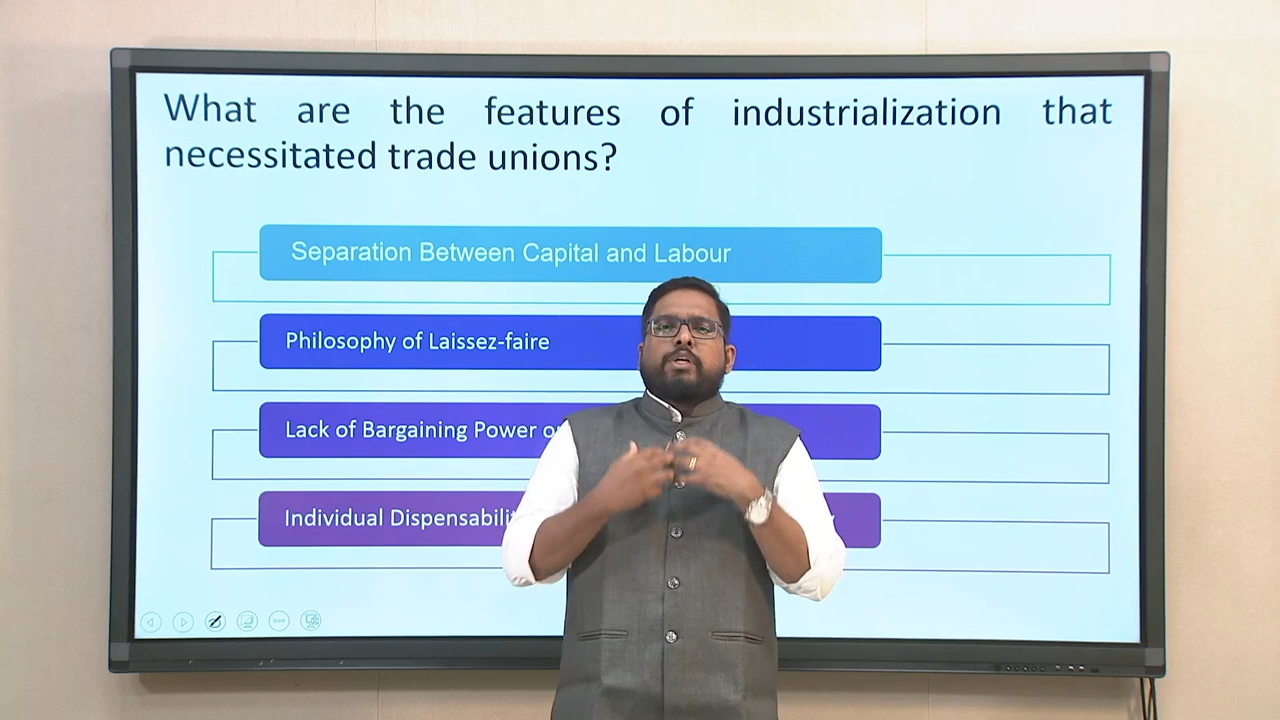 What are the features of industrialization that
necessitated trade unions?
Separation Between Capital and Labour
Philosophy of Laissez-faire
Lack of Bargaining Power
Individual